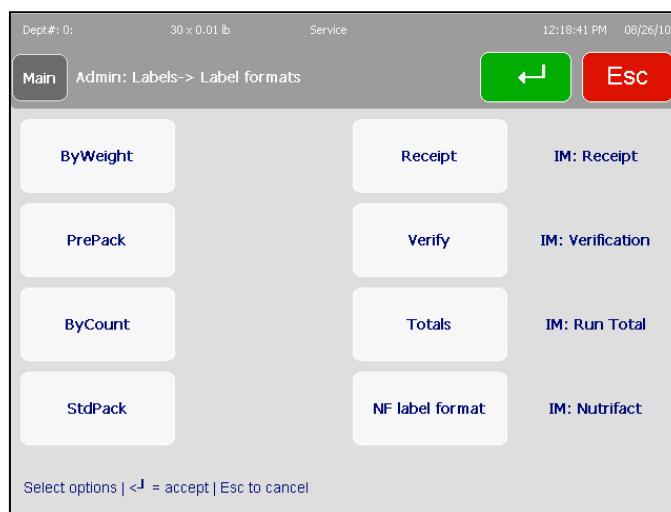 Dept#: 0: 30 x 0.01 lb Service 12:18:41 PM 08/26/10
Main Admin: Labels-> Label formats Esc
ByWeight Receipt IM: Receipt
PrePack Verify IM: Verification
ByCount Totals IM: Run Total
StdPack NF label format IM: Nutrifact
Select options | <┘ = accept | Esc to cancel